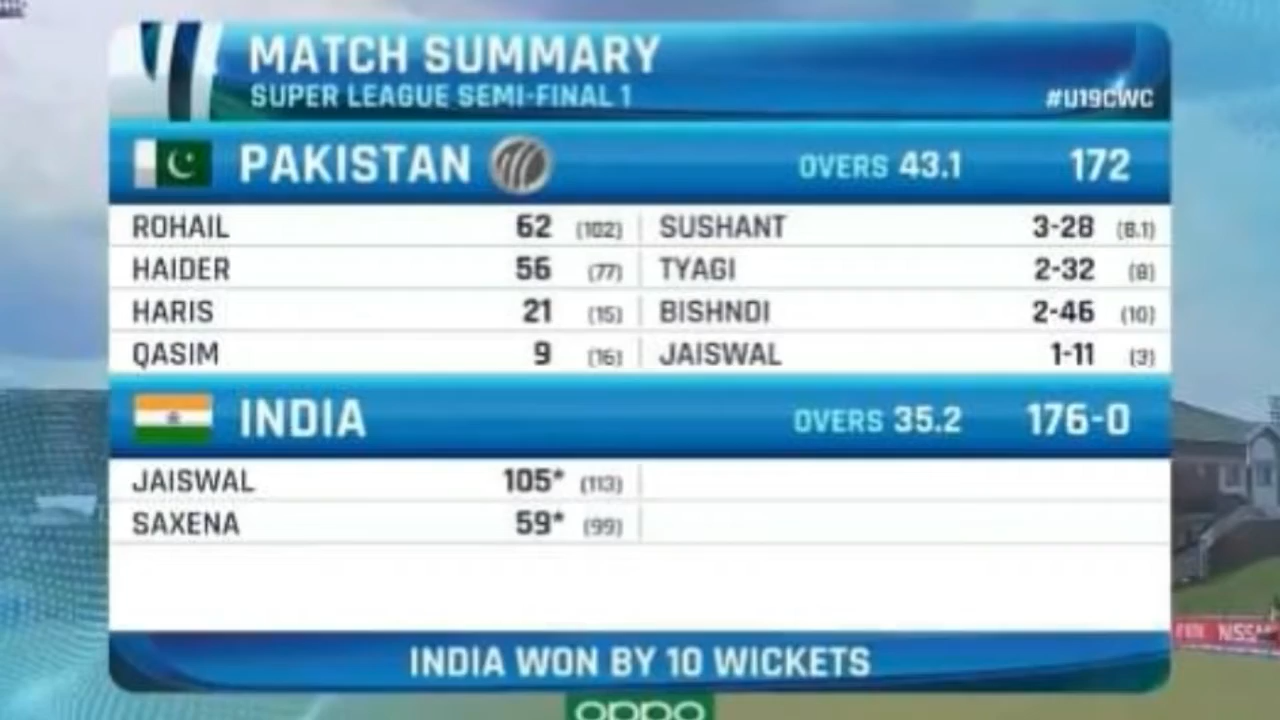 MATCH SUMMARY
SUPER LEAGUE SEMI-FINAL 1
#U19CWC
PAKISTAN OVERS 43.1 172
ROHAIL 62 (102) SUSHANT 3-28 (8.1)
HAIDER 56 (77) TYAGI 2-32 (8)
HARIS 21 (15) BISHNOI 2-46 (10)
QASIM 9 (16) JAISWAL 1-11 (3)
INDIA OVERS 35.2 176-0
JAISWAL 105* (113)
SAXENA 59* (99)
NISSAN
INDIA WON BY 10 WICKETS
oppo